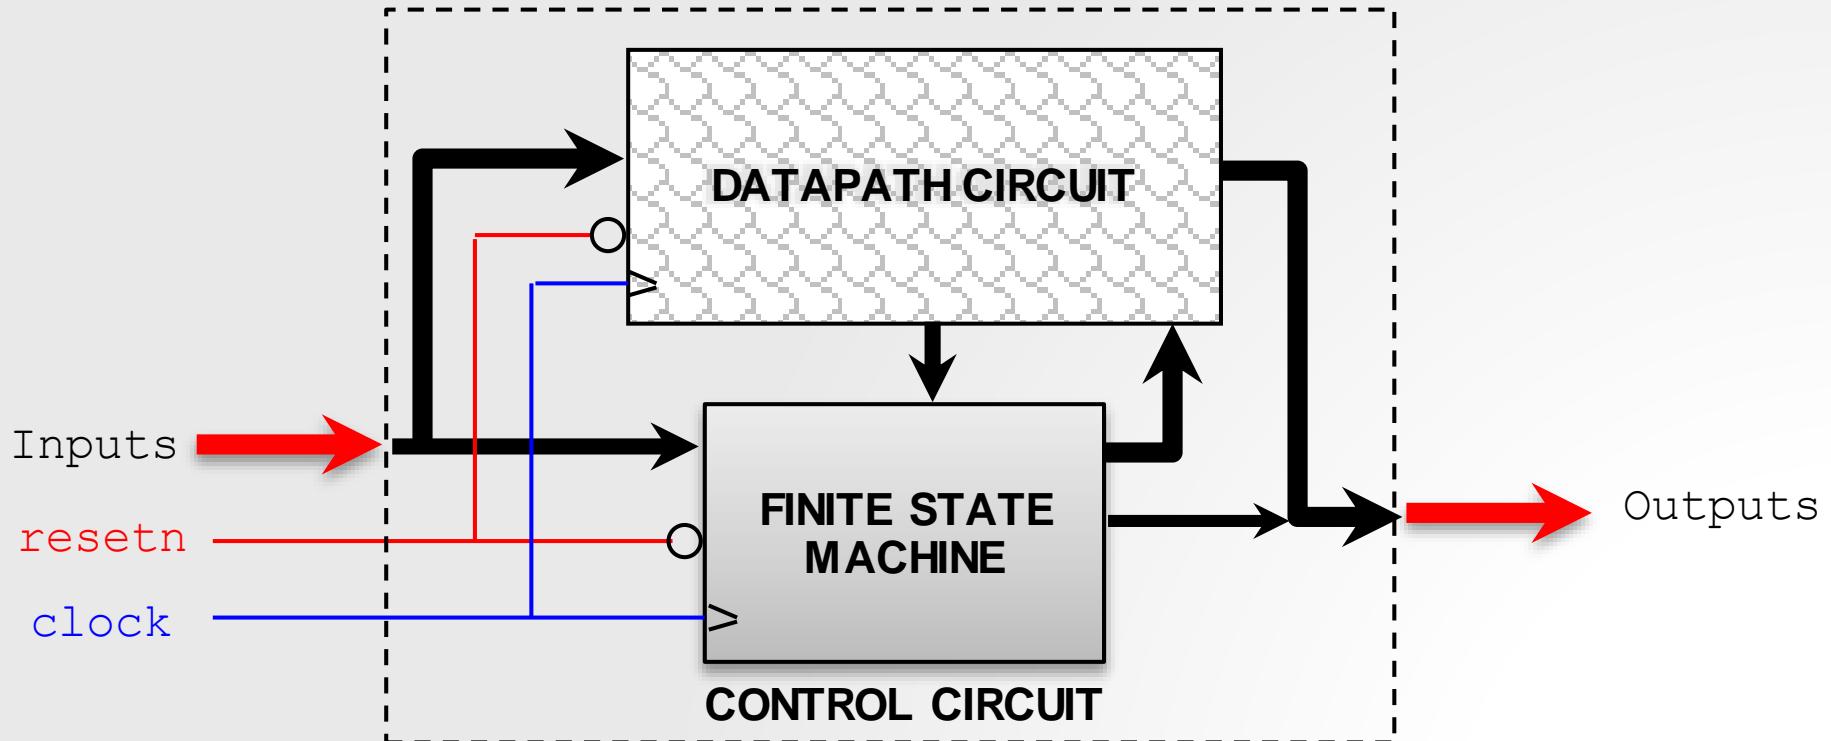 DATAPATH CIRCUIT
Inputs
FINITE STATE
MACHINE
Outputs
resetn
clock
CONTROL CIRCUIT